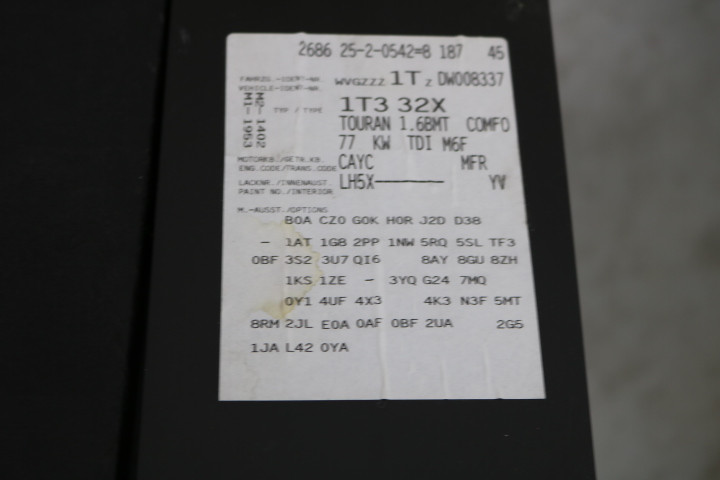 2686 25-2-0542=8 187 45
FAHRZG.-IDENT-NR.
VEHICLE-IDENT-NR. WVGZZZ 1T Z DW008337
TYP / TYPE 1T3 32X
M2- 1402
M1- 1953
TOURAN 1.6BMT COMFO
77 KW TDI M6F
MOTORKB./GETR.KB.
ENG.CODE/TRANS.CODE CAYC MFR
LACKNR./INNENAUST.
PAINT NO./INTERIOR LH5X YV
M.-AUSST./OPTIONS
B0A CZ0 G0K H0R J2D D38
- 1AT 1G8 2PP 1NW 5RQ 5SL TF3
0BF 3S2 3U7 QI6 8AY 8GU 8ZH
1KS 1ZE - 3YQ G24 7MQ
0Y1 4UF 4X3 4K3 N3F 5MT
8RM 2JL E0A 0AF 0BF 2UA 2G5
1JA L42 0YA